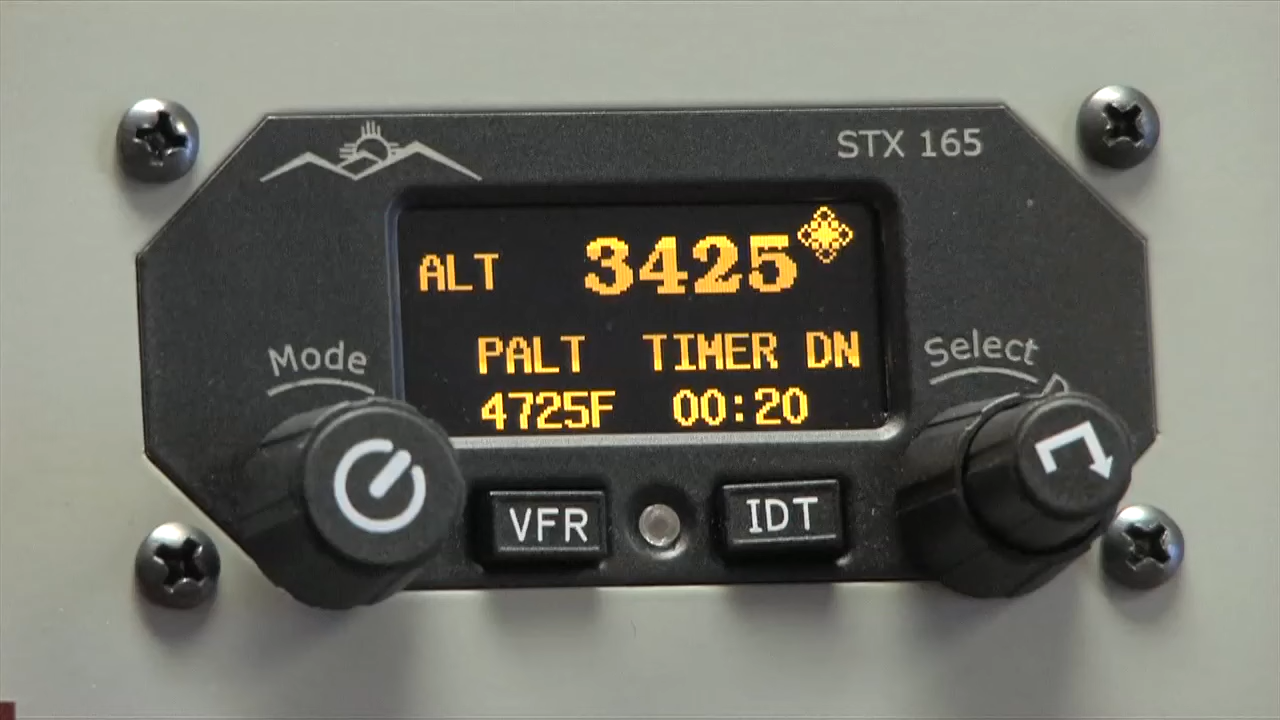 STX 165
ALT 3425
PALT TIMER DN
4725F 00:20
Mode
Select
VFR
IDT